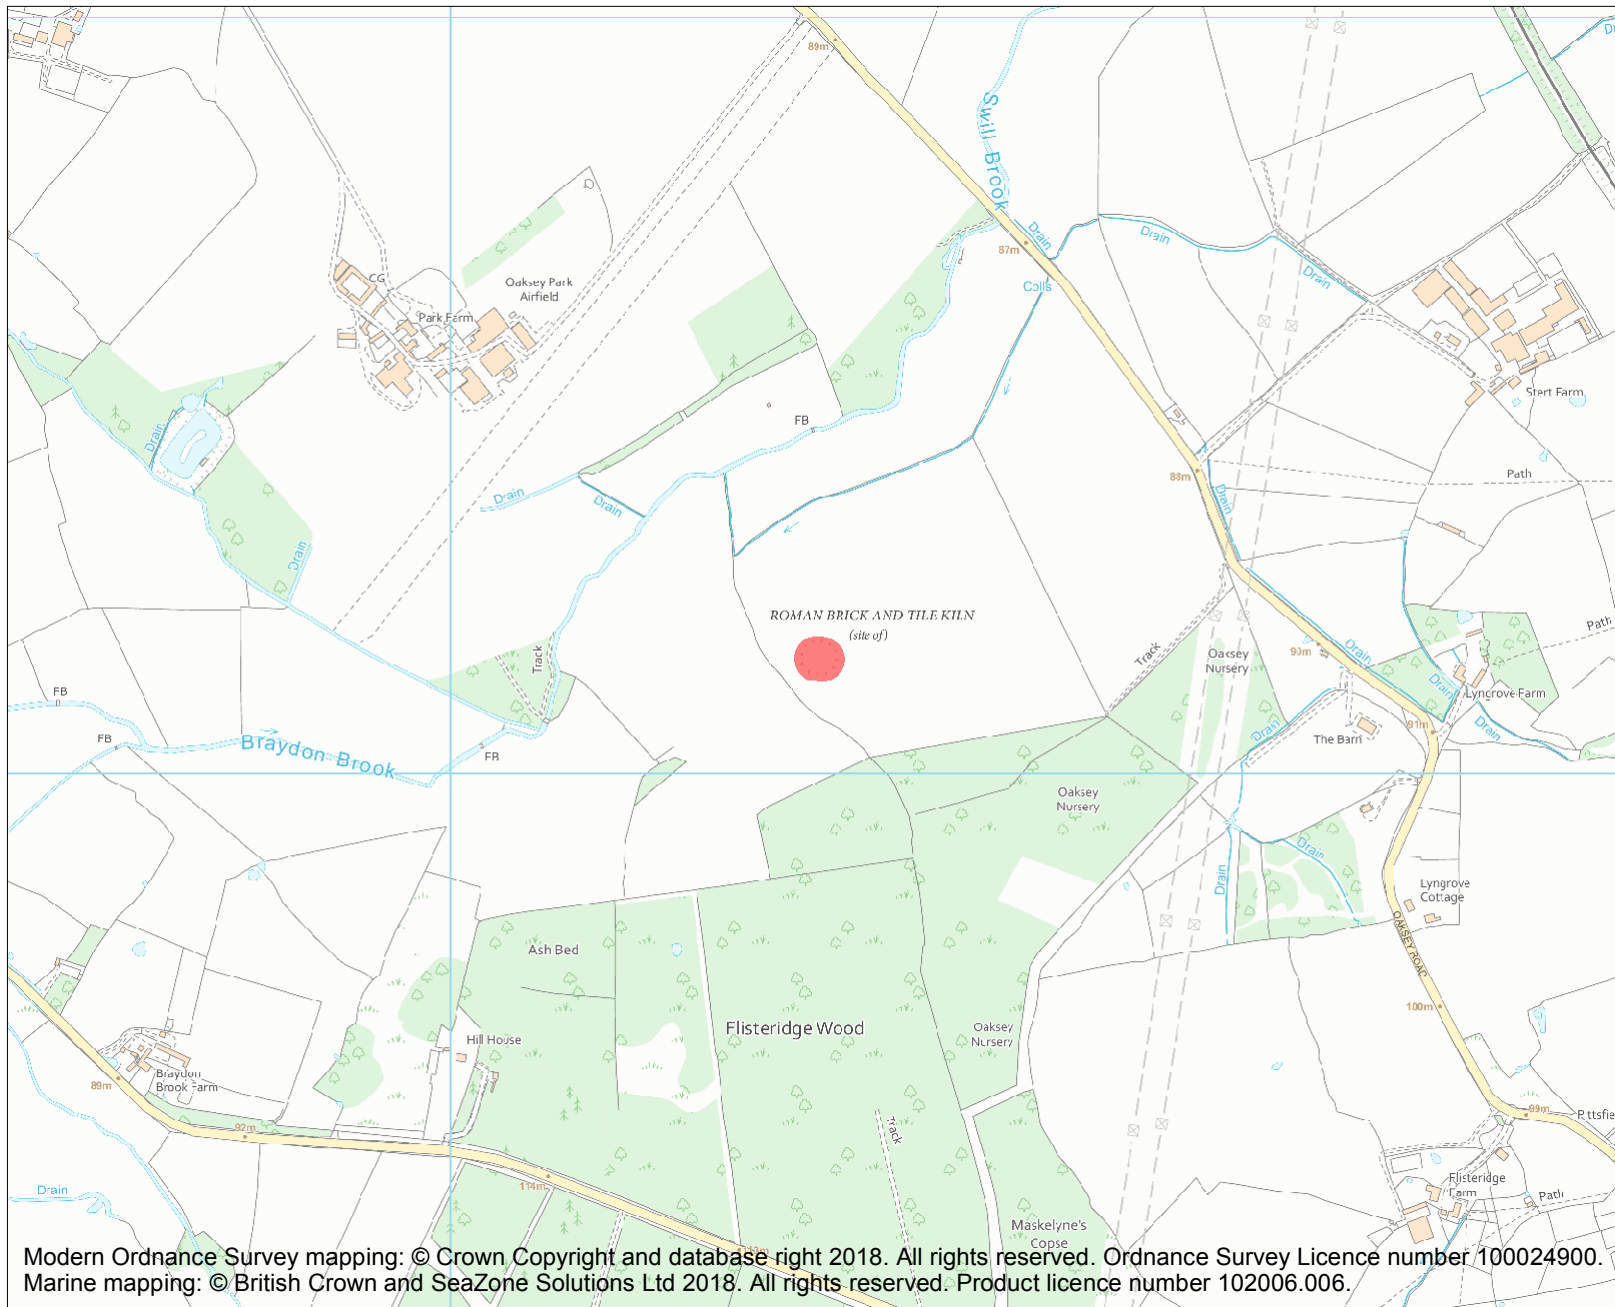 89m
Swill Brook
Drain
87m
Drain
Drain
Colls
CG
Oaksey Park
Airfield
Park Farm
Stert Farm
FB
Drain
88m
Path
Drain
Drain
Drain
Drain
ROMAN BRICK AND TILE KILN
(site of)
Track
Track
Oaksey
Nursery
90m
Drain
Path
Drain
Lyngrove Farm
FB
91m
Drain
Drain
The Barn
FB
Braydon Brook
FB
Oaksey
Nursery
Drain
Drain
Lyngrove
Cottage
OAKSEY ROAD
Ash Bed
100m
Flisteridge Wood
Oaksey
Nursery
Hill House
Braydon
Brook Farm
89m
99m
92m
Track
Drain
114m
Flisteridge
Farm
Path
Maskelyne's
Copse
Modern Ordnance Survey mapping: © Crown Copyright and database right 2018. All rights reserved. Ordnance Survey Licence number 100024900.
Marine mapping: © British Crown and SeaZone Solutions Ltd 2018. All rights reserved. Product licence number 102006.006.